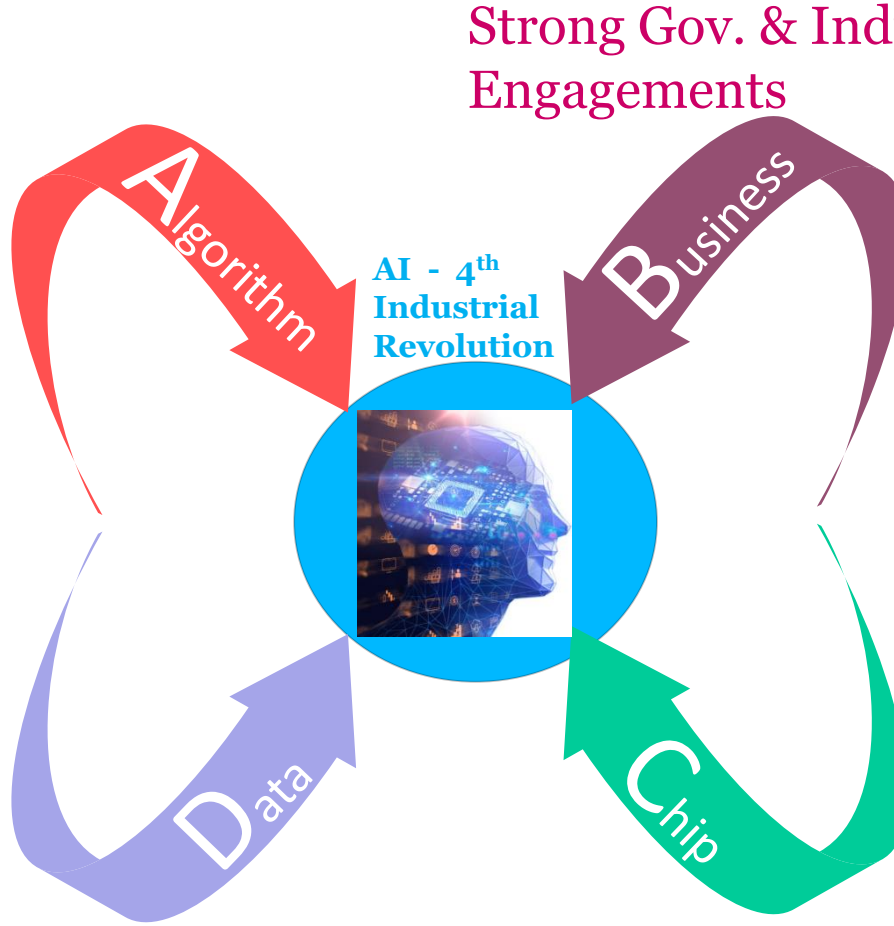 Strong Gov. & Ind
Engagements
Algorithm
Business
AI - 4th
Industrial
Revolution
Data
Chip